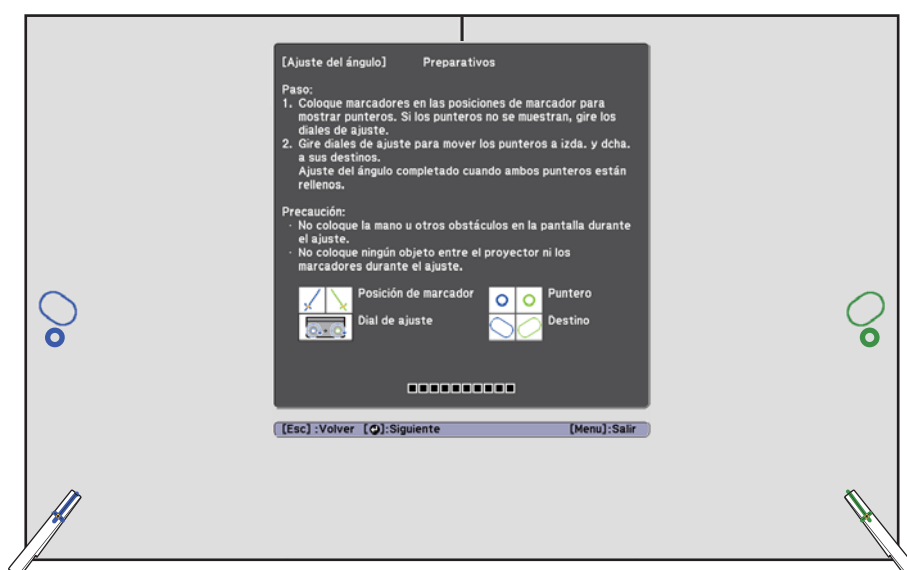 [Ajuste del ángulo] Preparativos
Paso:
1. Coloque marcadores en las posiciones de marcador para
mostrar punteros. Si los punteros no se muestran, gire los
diales de ajuste.
2. Gire diales de ajuste para mover los punteros a izda. y dcha.
a sus destinos.
Ajuste del ángulo completado cuando ambos punteros están
rellenos.
Precaución:
· No coloque la mano u otros obstáculos en la pantalla durante
el ajuste.
· No coloque ningún objeto entre el proyector ni los
marcadores durante el ajuste.
Posición de marcador
Puntero
Dial de ajuste
Destino
[Esc] :Volver [⏎]:Siguiente [Menu]:Salir